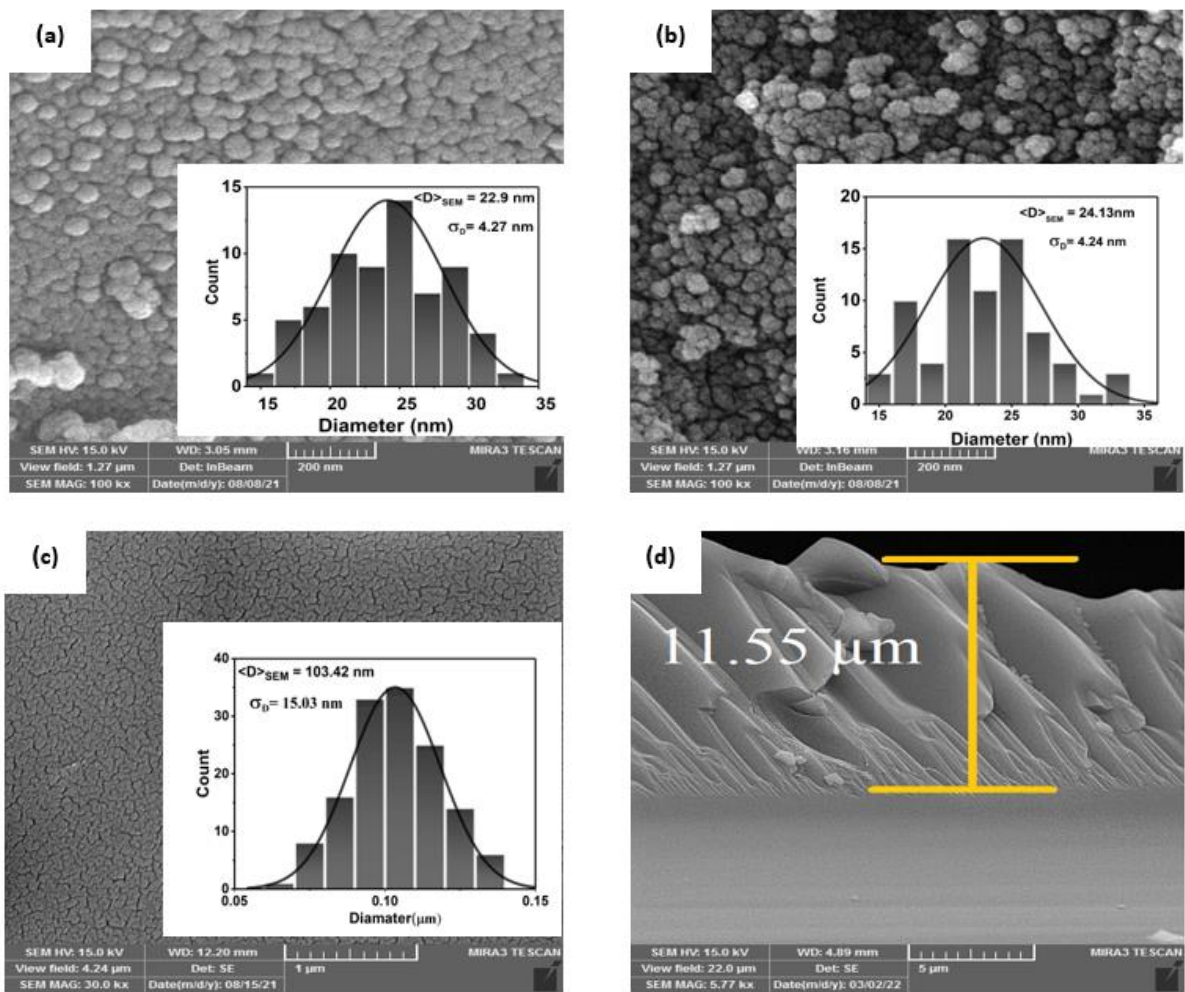 (a)
<D>SEM = 22.9 nm
σD= 4.27 nm
15
10
5
0
Count
15 20 25 30 35
Diameter (nm)
SEM HV: 15.0 kV WD: 3.05 mm MIRA3 TESCAN
View field: 1.27 µm Det: InBeam 200 nm
SEM MAG: 100 kx Date(m/d/y): 08/08/21
(b)
<D>SEM = 24.13nm
σD= 4.24 nm
20
15
10
5
0
Count
15 20 25 30 35
Diameter (nm)
SEM HV: 15.0 kV WD: 3.16 mm MIRA3 TESCAN
View field: 1.27 µm Det: InBeam 200 nm
SEM MAG: 100 kx Date(m/d/y): 08/08/21
(c)
<D>SEM = 103.42 nm
σD= 15.03 nm
40
30
20
10
0
Count
0.05 0.10 0.15
Diamater(µm)
SEM HV: 15.0 kV WD: 12.20 mm MIRA3 TESCAN
View field: 4.24 µm Det: SE 1 µm
SEM MAG: 30.0 kx Date(m/d/y): 08/15/21
(d)
11.55 µm
SEM HV: 15.0 kV WD: 4.89 mm MIRA3 TESCAN
View field: 22.0 µm Det: SE 5 µm
SEM MAG: 5.77 kx Date(m/d/y): 03/02/22